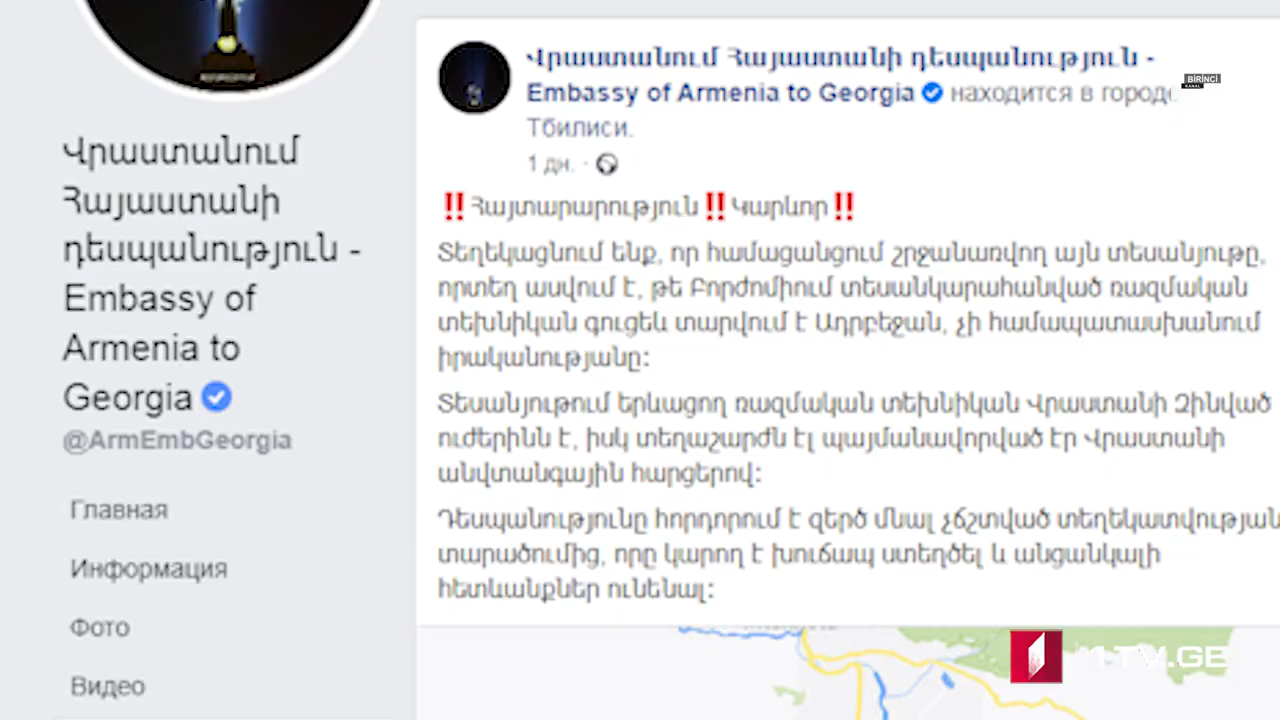 Վրաստանում
Հայաստանի
դեսպանություն -
Embassy of
Armenia to
Georgia
@ArmEmbGeorgia
Главная
Информация
Фото
Видео
Վրաստանում Հայաստանի դեսպանություն -
Embassy of Armenia to Georgia находится в городе
Тбилиси.
1 дн. ·
‼Հայտարարություն‼Կարևոր‼
Տեղեկացնում ենք, որ համացանցում շրջանառվող այն տեսանյութը,
որտեղ ասվում է, թե Բորժոմիում տեսանկարահանված ռազմական
տեխնիկան գուցեև տարվում է Ադրբեջան, չի համապատասխանում
իրականությանը:
Տեսանյութում երևացող ռազմական տեխնիկան Վրաստանի Զինված
ուժերինն է, իսկ տեղաշարժն էլ պայմանավորված էր Վրաստանի
անվտանգային հարցերով:
Դեսպանությունը հորդորում է զերծ մնալ չճշտված տեղեկատվության
տարածումից, որը կարող է խուճապ ստեղծել և անցանկալի
հետևանքներ ունենալ:
BİRİNCİ
KANAL
1TV.GE